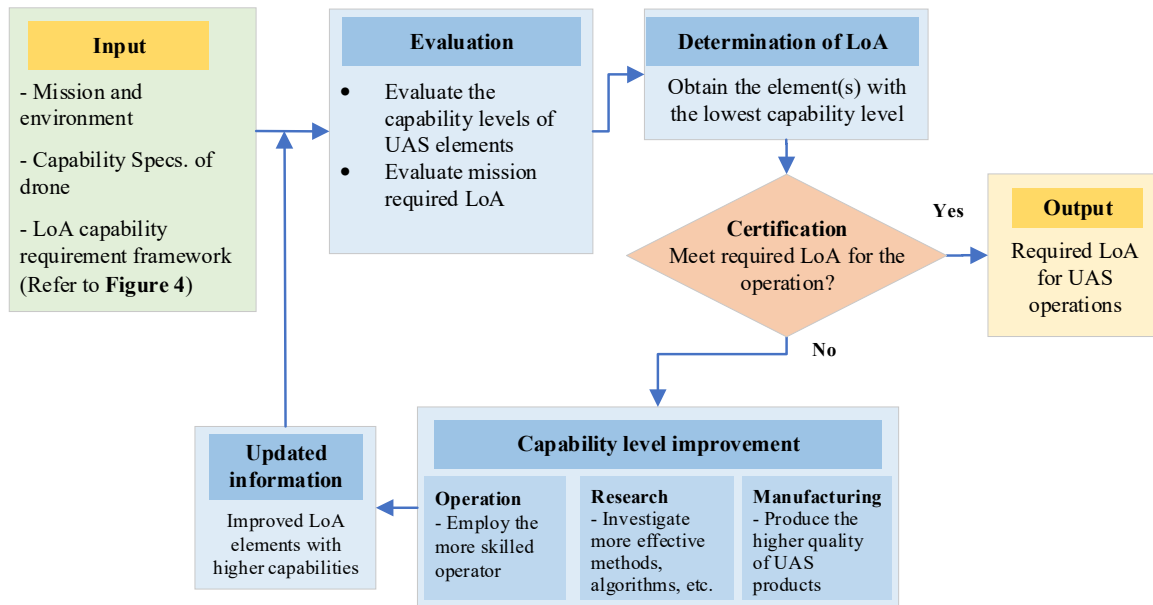 Input
- Mission and
environment
- Capability Specs. of
drone
- LoA capability
requirement framework
(Refer to Figure 4)
Evaluation
• Evaluate the
capability levels of
UAS elements
• Evaluate mission
required LoA
Determination of LoA
Obtain the element(s) with
the lowest capability level
Certification
Meet required LoA for the
operation?
Yes
Output
Required LoA
for UAS
operations
No
Capability level improvement
Operation
- Employ the
more skilled
operator
Research
- Investigate
more effective
methods,
algorithms, etc.
Manufacturing
- Produce the
higher quality
of UAS
products
Updated
information
Improved LoA
elements with
higher capabilities